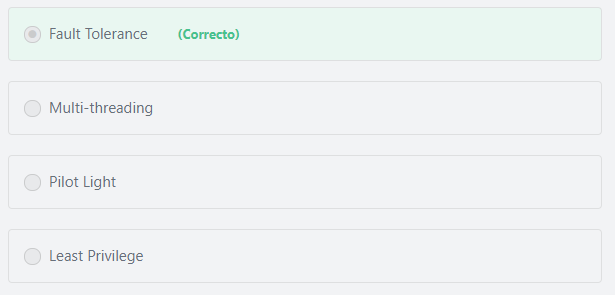 Fault Tolerance (Correcto)
Multi-threading
Pilot Light
Least Privilege